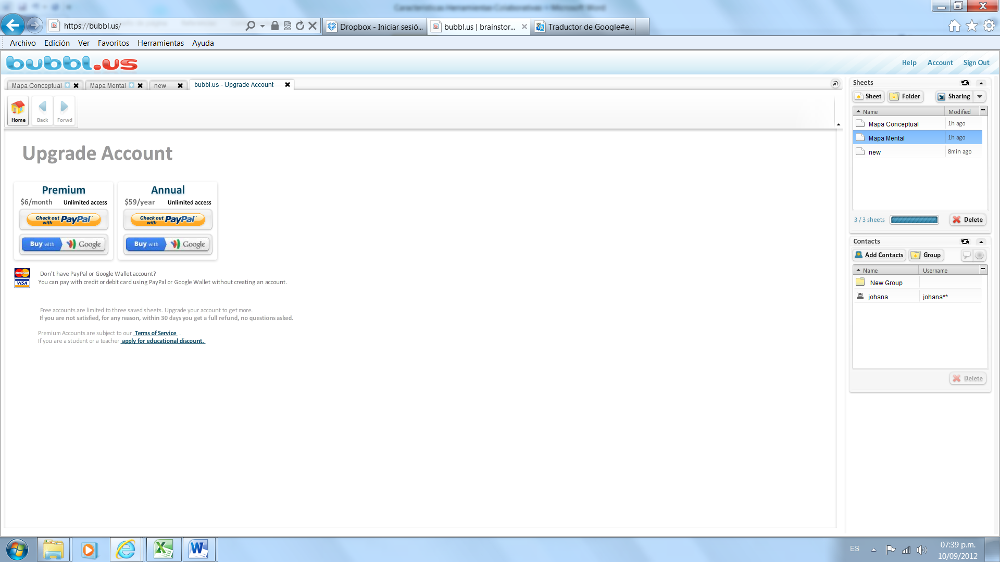 Características Herramientas Colaborativas - Microsoft Word
https://bubbl.us/
Dropbox - Iniciar sesió...
bubbl.us | brainstor...
Traductor de Google#e...
Archivo Edición Ver Favoritos Herramientas Ayuda
bubbl.us
Help Account Sign Out
Mapa Conceptual
Mapa Mental
new
bubbl.us - Upgrade Account
Home Back Forwd
Upgrade Account
Premium
$6/month Unlimited access
Check out with PayPal
Buy with Google
Annual
$59/year Unlimited access
Check out with PayPal
Buy with Google
MasterCard
VISA
Don't have PayPal or Google Wallet account?
You can pay with credit or debit card using PayPal or Google Wallet without creating an account.
Free accounts are limited to three saved sheets. Upgrade your account to get more.
If you are not satisfied, for any reason, within 30 days you get a full refund, no questions asked.
Premium Accounts are subject to our Terms of Service .
If you are a student or a teacher apply for educational discount.
Sheets
Sheet Folder Sharing
Name Modified
Mapa Conceptual 1h ago
Mapa Mental 1h ago
new 8min ago
3 / 3 sheets Delete
Contacts
Add Contacts Group
Name Username
New Group
johana johana**
Delete
ES
07:39 p.m.
10/09/2012